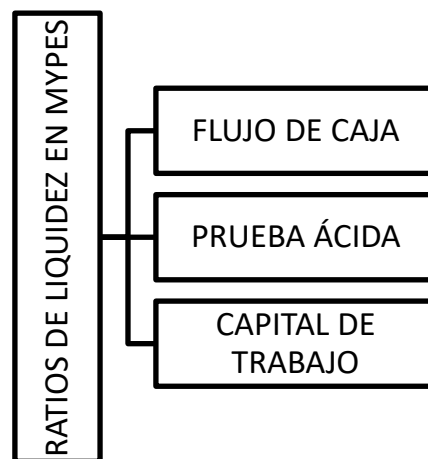 RATIOS DE LIQUIDEZ EN MYPES
FLUJO DE CAJA
PRUEBA ÁCIDA
CAPITAL DE
TRABAJO